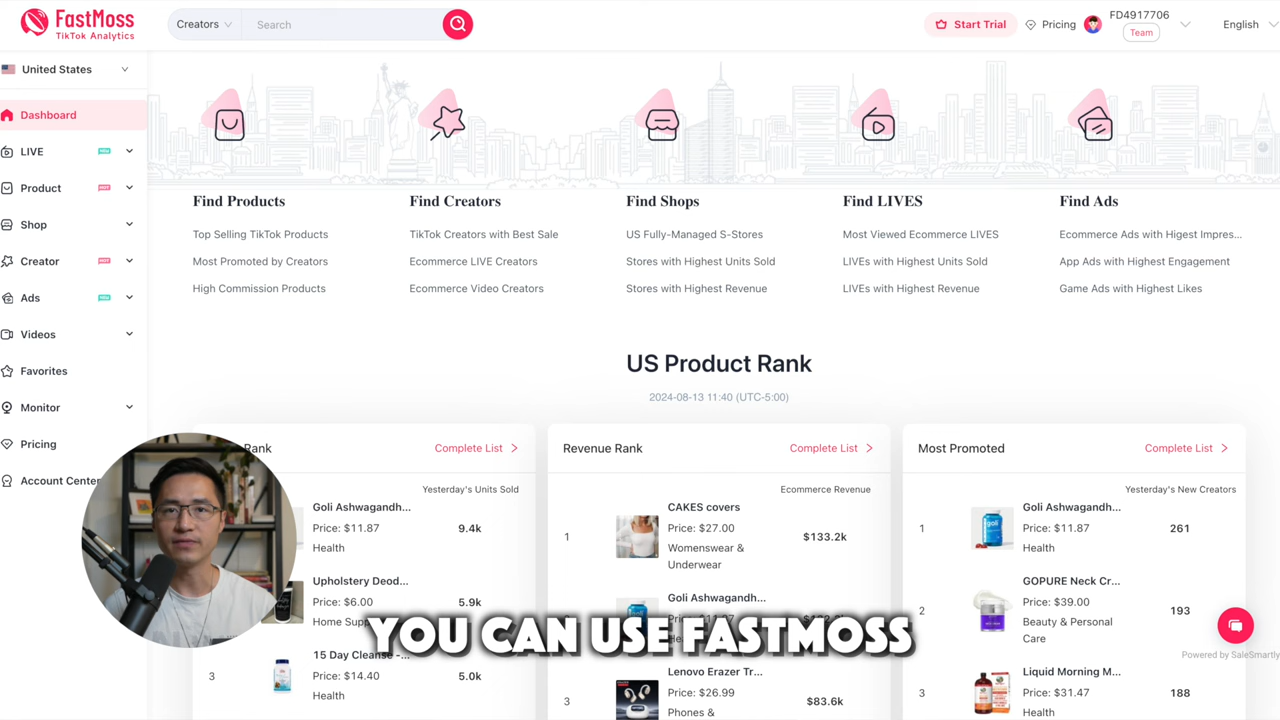 FastMoss
TikTok Analytics
Creators
Search
Start Trial
Pricing
FD4917706
Team
English
United States
Dashboard
LIVE
Product
Shop
Creator
Ads
Videos
Favorites
Monitor
Pricing
Account Center
Find Products
Top Selling TikTok Products
Most Promoted by Creators
High Commission Products
Find Creators
TikTok Creators with Best Sale
Ecommerce LIVE Creators
Ecommerce Video Creators
Find Shops
US Fully-Managed S-Stores
Stores with Highest Units Sold
Stores with Highest Revenue
Find LIVES
Most Viewed Ecommerce LIVES
LIVEs with Highest Units Sold
LIVEs with Highest Revenue
Find Ads
Ecommerce Ads with Higest Impres...
App Ads with Highest Engagement
Game Ads with Highest Likes
US Product Rank
2024-08-13 11:40 (UTC-5:00)
Rank
Complete List
Yesterday's Units Sold
Goli Ashwagandh...
Price: $11.87
Health
9.4k
Upholstery Deod...
Price: $6.00
Home Supp
5.9k
3
15 Day Cleanse -...
Price: $14.40
Health
5.0k
Revenue Rank
Complete List
Ecommerce Revenue
1
CAKES covers
Price: $27.00
Womenswear &
Underwear
$133.2k
Goli Ashwagandh...
3
Lenovo Erazer Tr...
Price: $26.99
Phones &
$83.6k
Most Promoted
Complete List
Yesterday's New Creators
1
Goli Ashwagandh...
Price: $11.87
Health
261
2
GOPURE Neck Cr...
Price: $39.00
Beauty & Personal
Care
193
3
Liquid Morning M...
Price: $31.47
Health
188
YOU CAN USE FASTMOSS
Powered by SaleSmartly